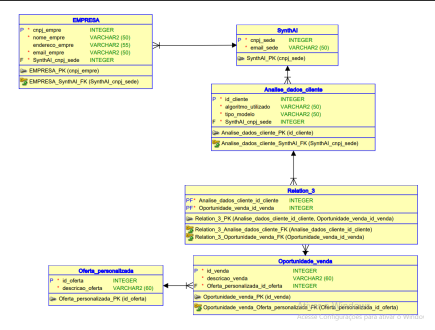 EMPRESA
P * cnpj_empre INTEGER
* nome_empre VARCHAR2 (50)
endereco_empre VARCHAR2 (55)
* email_empre VARCHAR2 (50)
F * SynthAI_cnpj_sede INTEGER
EMPRESA_PK (cnpj_empre)
EMPRESA_SynthAI_FK (SynthAI_cnpj_sede)
SynthAI
P * cnpj_sede INTEGER
* email_sede VARCHAR2 (50)
SynthAI_PK (cnpj_sede)
Analise_dados_cliente
P * id_cliente INTEGER
algoritmo_utilizado VARCHAR2 (50)
tipo_modelo VARCHAR2 (50)
F * SynthAI_cnpj_sede INTEGER
Analise_dados_cliente_PK (id_cliente)
Analise_dados_cliente_SynthAI_FK (SynthAI_cnpj_sede)
Relation_3
PF* Analise_dados_cliente_id_cliente INTEGER
PF* Oportunidade_venda_id_venda INTEGER
Relation_3_PK (Analise_dados_cliente_id_cliente, Oportunidade_venda_id_venda)
Relation_3_Analise_dados_cliente_FK (Analise_dados_cliente_id_cliente)
Relation_3_Oportunidade_venda_FK (Oportunidade_venda_id_venda)
Oferta_personalizada
P * id_oferta INTEGER
* descricao_oferta VARCHAR2 (60)
Oferta_personalizada_PK (id_oferta)
Oportunidade_venda
P * id_venda INTEGER
* descricao_venda VARCHAR2 (60)
F * Oferta_personalizada_id_oferta INTEGER
Oportunidade_venda_PK (id_venda)
Oportunidade_venda_Oferta_personalizada_FK (Oferta_personalizada_id_oferta)
Acesse Configurações para ativar o Window